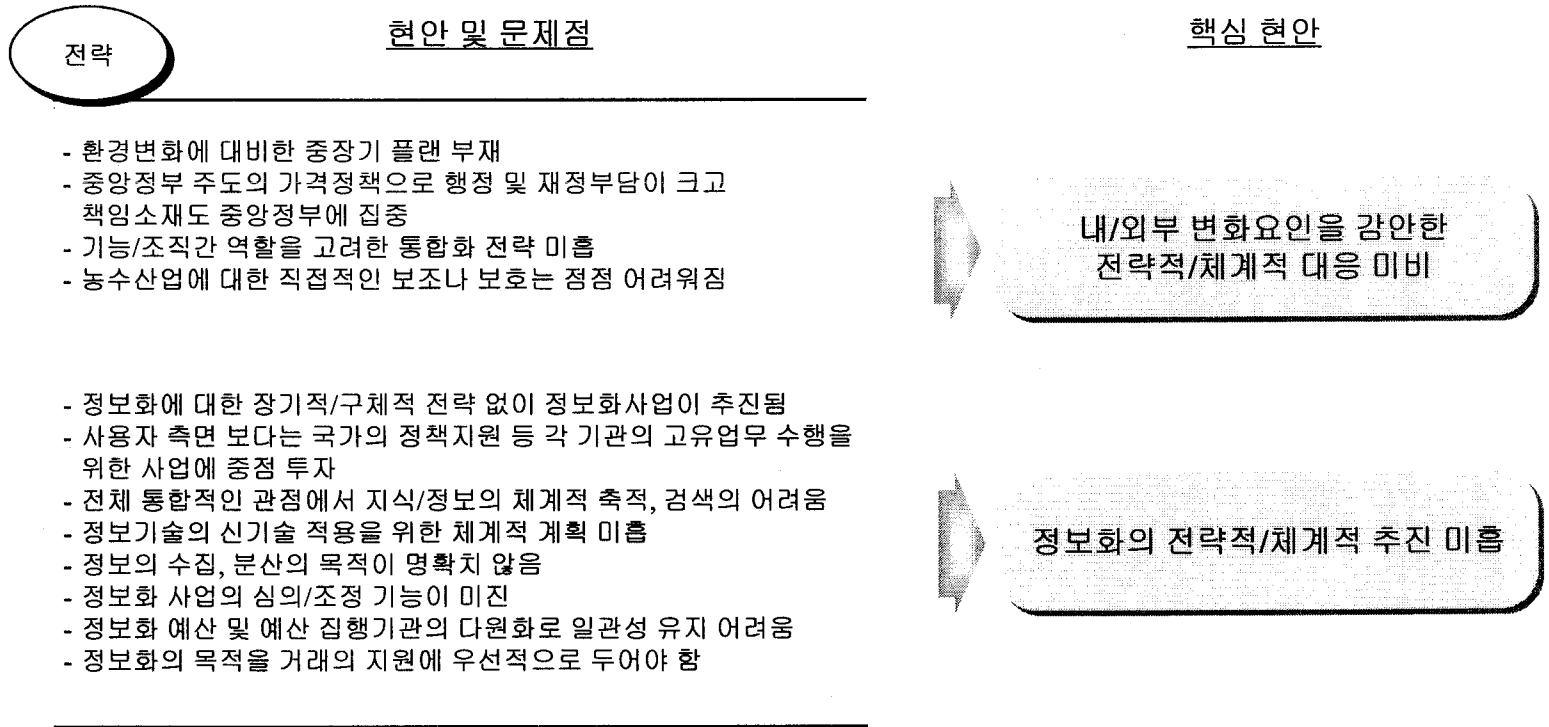 전략
현안 및 문제점
핵심 현안
- 환경변화에 대비한 중장기 플랜 부재
- 중앙정부 주도의 가격정책으로 행정 및 재정부담이 크고
책임소재도 중앙정부에 집중
- 기능/조직간 역할을 고려한 통합화 전략 미흡
- 농수산업에 대한 직접적인 보조나 보호는 점점 어려워짐
내/외부 변화요인을 감안한
전략적/체계적 대응 미비
- 정보화에 대한 장기적/구체적 전략 없이 정보화사업이 추진됨
- 사용자 측면 보다는 국가의 정책지원 등 각 기관의 고유업무 수행을
위한 사업에 중점 투자
- 전체 통합적인 관점에서 지식/정보의 체계적 축적, 검색의 어려움
- 정보기술의 신기술 적용을 위한 체계적 계획 미흡
- 정보의 수집, 분산의 목적이 명확치 않음
- 정보화 사업의 심의/조정 기능이 미진
- 정보화 예산 및 예산 집행기관의 다원화로 일관성 유지 어려움
- 정보화의 목적을 거래의 지원에 우선적으로 두어야 함
정보화의 전략적/체계적 추진 미흡